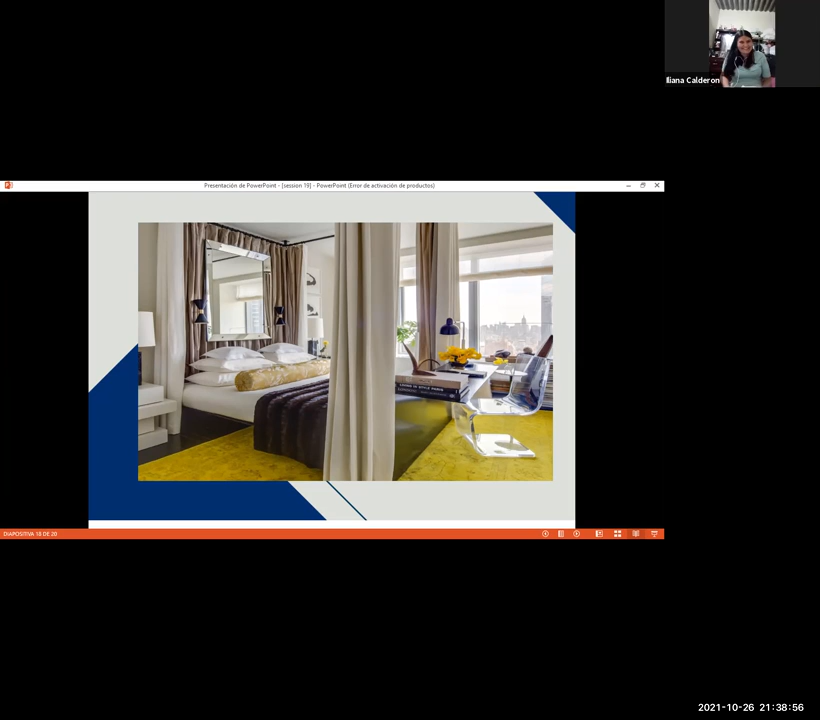 Iliana Calderon
Presentación de PowerPoint - [session 19] - PowerPoint (Error de activación de productos)
DIAPOSITIVA 18 DE 20
2021-10-26 21:38:56